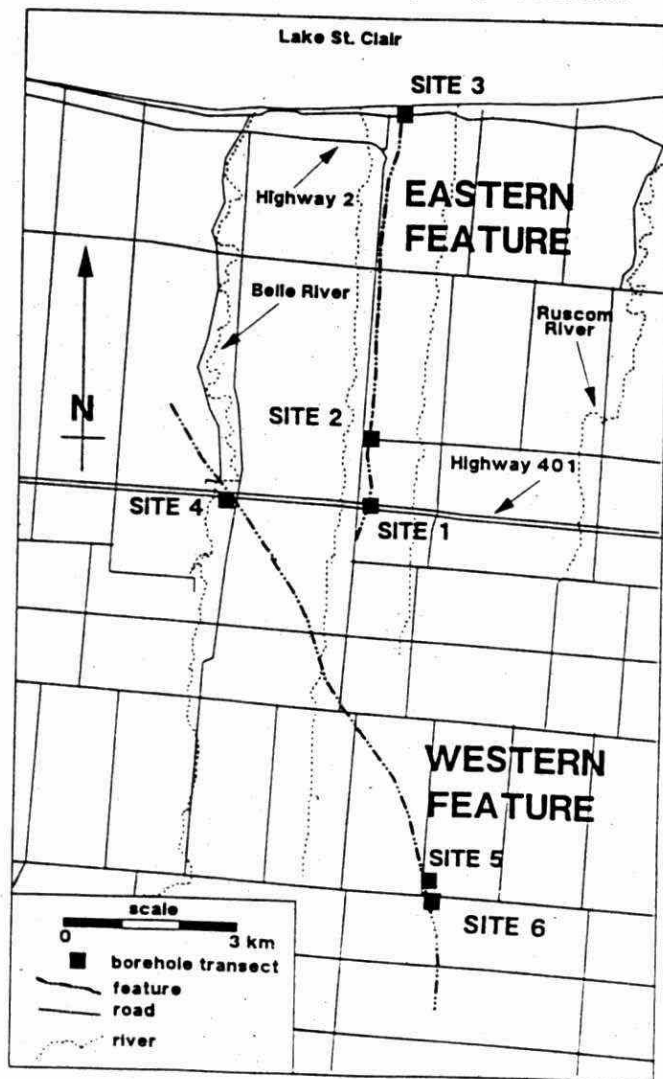 Lake St. Clair
SITE 3
Highway 2
EASTERN
FEATURE
Belle River
Ruscom
River
N
SITE 2
Highway 401
SITE 4
SITE 1
WESTERN
FEATURE
SITE 5
SITE 6
scale
0 3 km
borehole transect
feature
road
river